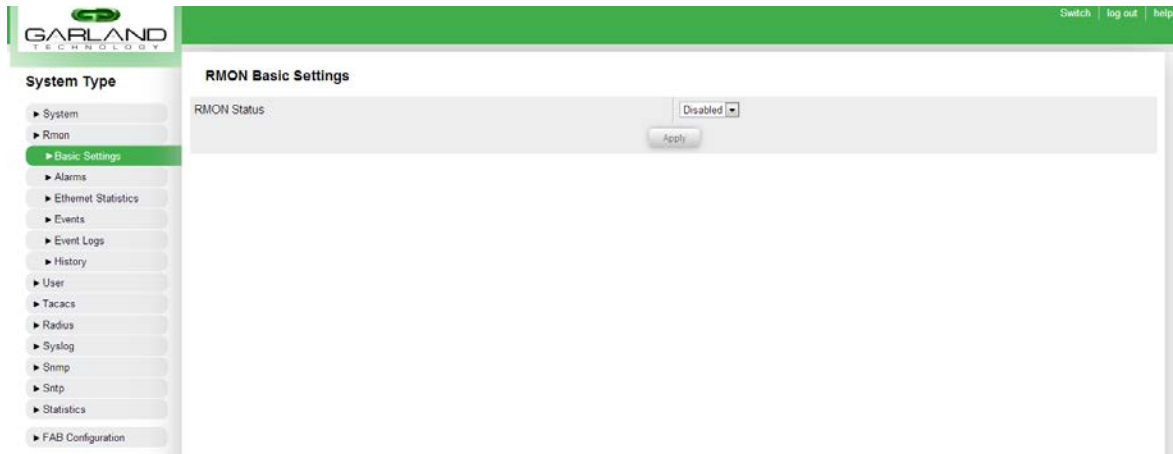 Switch | log out | help
GARLAND
TECHNOLOGY
System Type
► System
► Rmon
► Basic Settings
► Alarms
► Ethernet Statistics
► Events
► Event Logs
► History
► User
► Tacacs
► Radius
► Syslog
► Snmp
► Sntp
► Statistics
► FAB Configuration
RMON Basic Settings
RMON Status Disabled
Apply